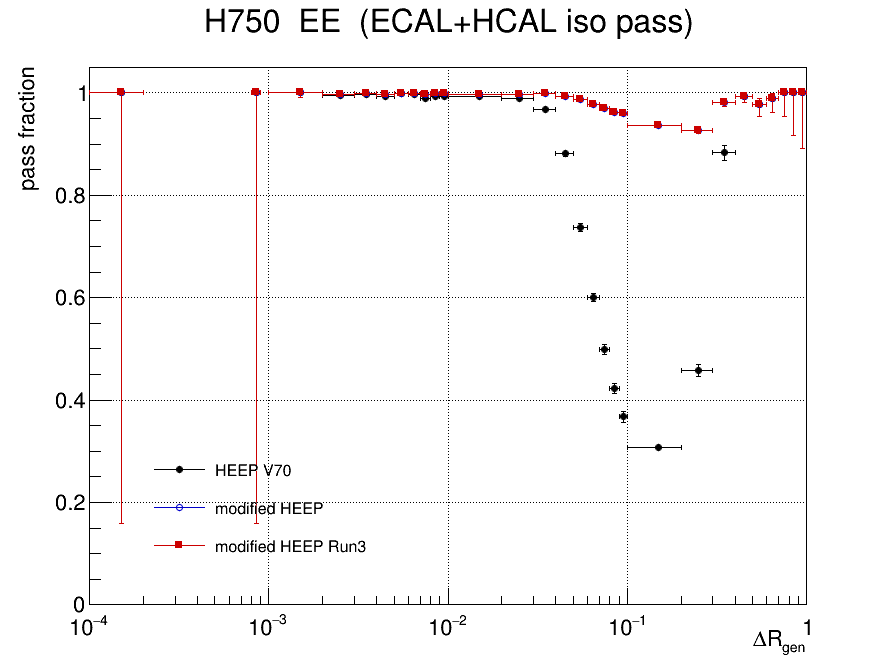 H750 EE (ECAL+HCAL iso pass)
pass fraction
1
0.8
0.6
0.4
0.2
0
HEEP V70
modified HEEP
modified HEEP Run3
10⁻⁴ 10⁻³ 10⁻² 10⁻¹ 1
ΔR_gen